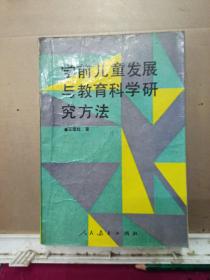 学前儿童发展
与教育科学研
究方法
著
人民教育出版社